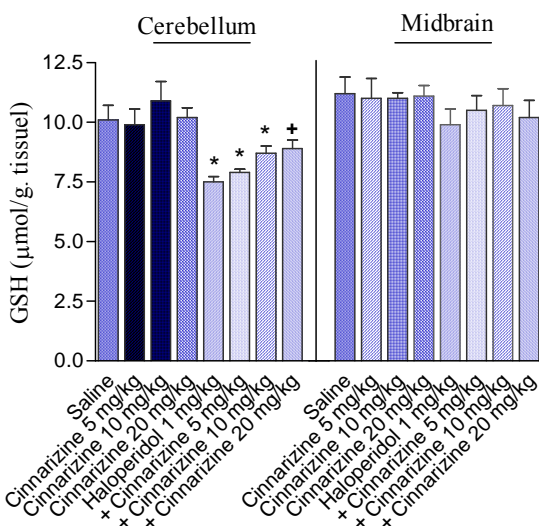 Cerebellum Midbrain
12.5
10.0
7.5
5.0
2.5
0.0
GSH (µmol/g. tissuel)
* * * +
Saline
Cinnarizine 5 mg/kg
Cinnarizine 10 mg/kg
Cinnarizine 20 mg/kg
Haloperidol 1 mg/kg
+ Cinnarizine 5 mg/kg
+ Cinnarizine 10 mg/kg
+ Cinnarizine 20 mg/kg
Saline
Cinnarizine 5 mg/kg
Cinnarizine 10 mg/kg
Cinnarizine 20 mg/kg
Haloperidol 1 mg/kg
+ Cinnarizine 5 mg/kg
+ Cinnarizine 10 mg/kg
+ Cinnarizine 20 mg/kg